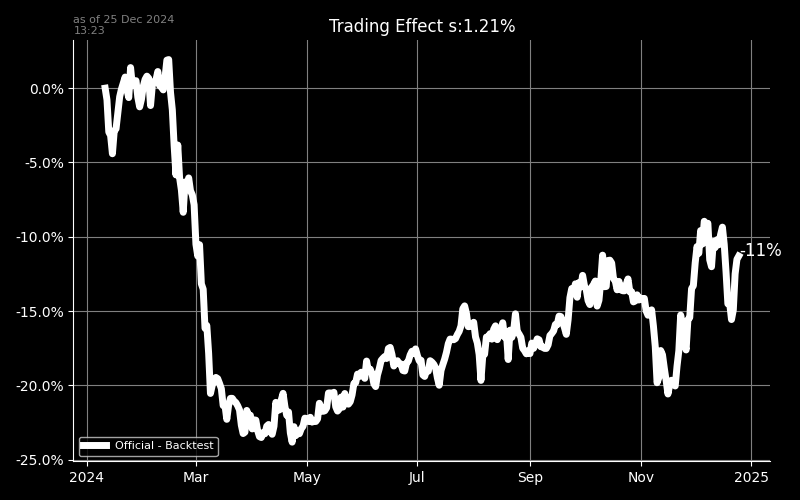 as of 25 Dec 2024
13:23
Trading Effect s:1.21%
0.0%
-5.0%
-10.0%
-11%
-15.0%
-20.0%
Official - Backtest
-25.0%
2024 Mar May Jul Sep Nov 2025